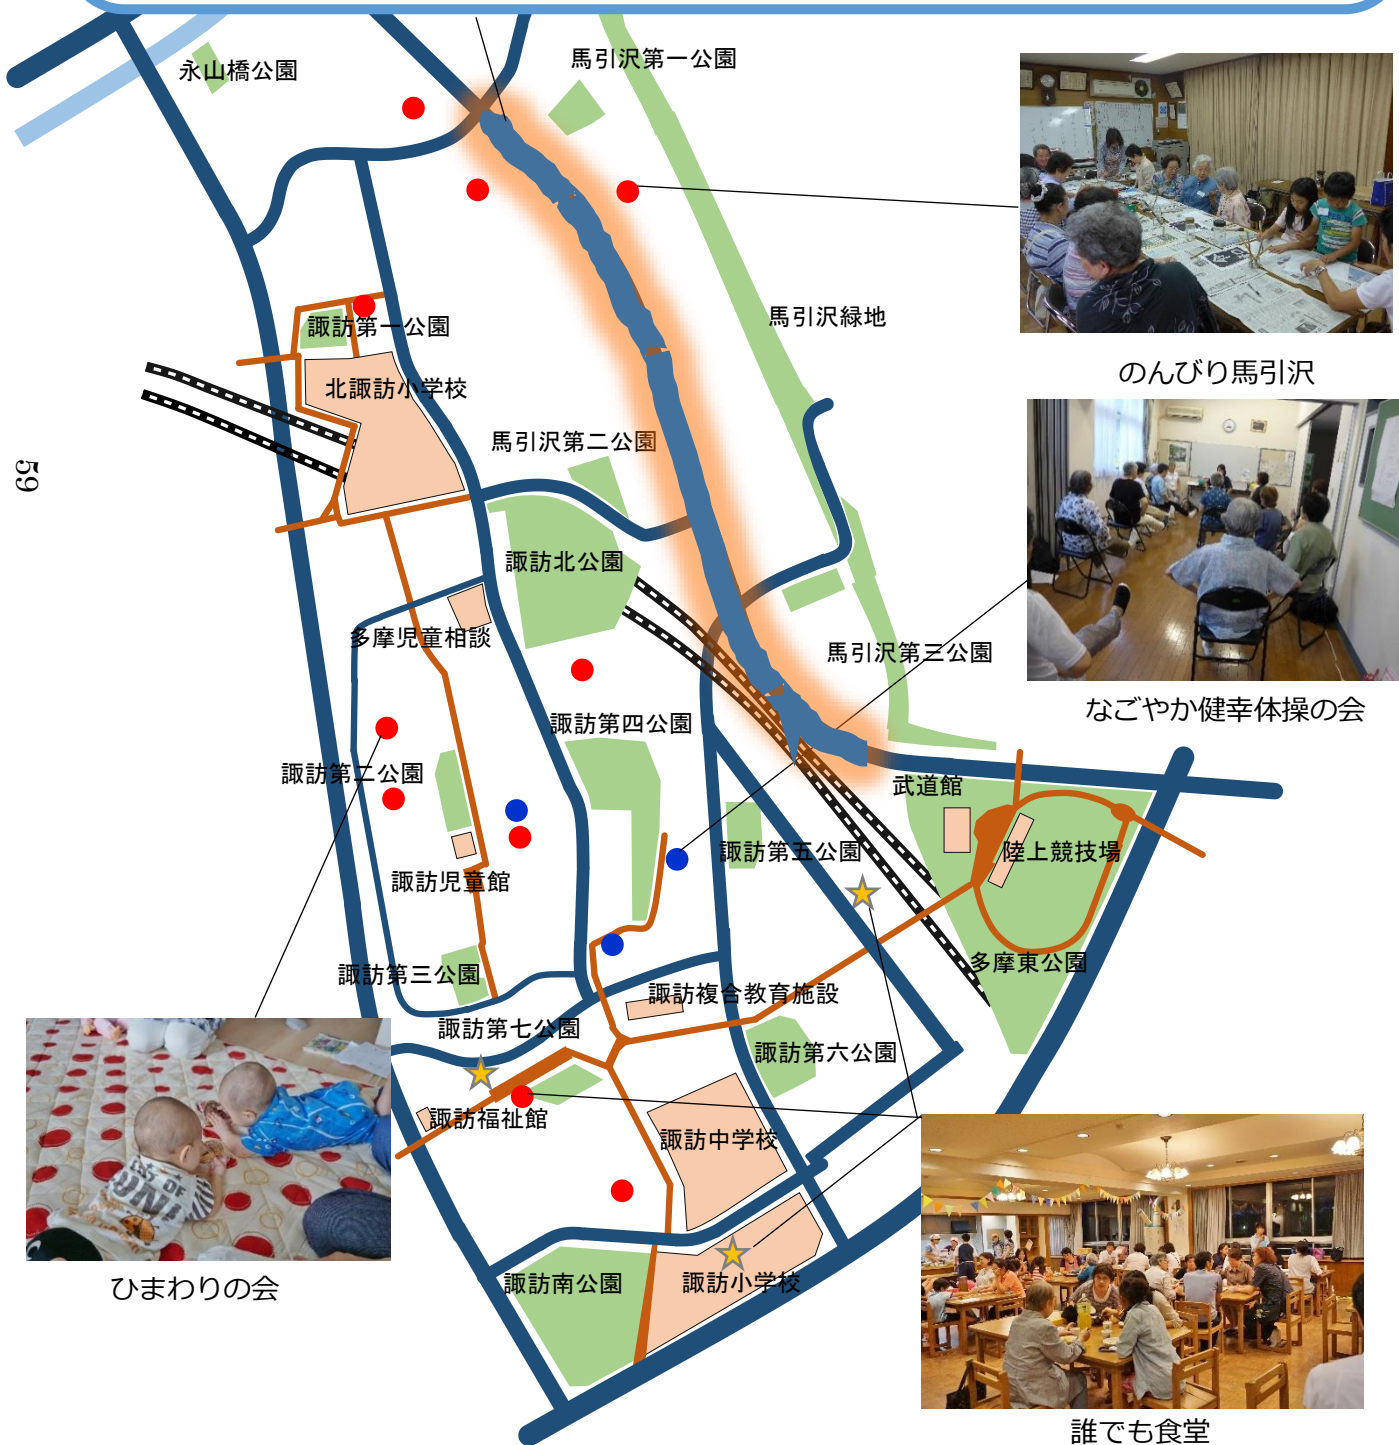 永山橋公園
馬引沢第一公園
のんびり馬引沢
馬引沢緑地
諏訪第一公園
北諏訪小学校
馬引沢第二公園
59
諏訪北公園
多摩児童相談
馬引沢第三公園
なごやか健幸体操の会
諏訪第四公園
諏訪第二公園
武道館
諏訪第五公園
陸上競技場
諏訪児童館
多摩東公園
諏訪第三公園
諏訪複合教育施設
諏訪第七公園
諏訪第六公園
諏訪福祉館
諏訪中学校
ひまわりの会
諏訪南公園
諏訪小学校
誰でも食堂